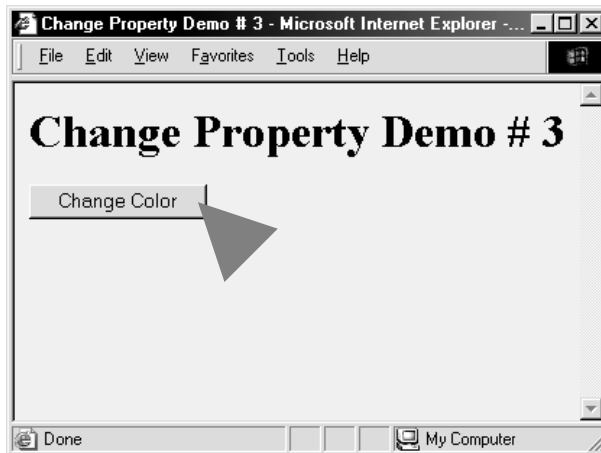 Change Property Demo # 3 - Microsoft Internet Explorer -...
File Edit View Favorites Tools Help
Change Property Demo # 3
Change Color
Done My Computer